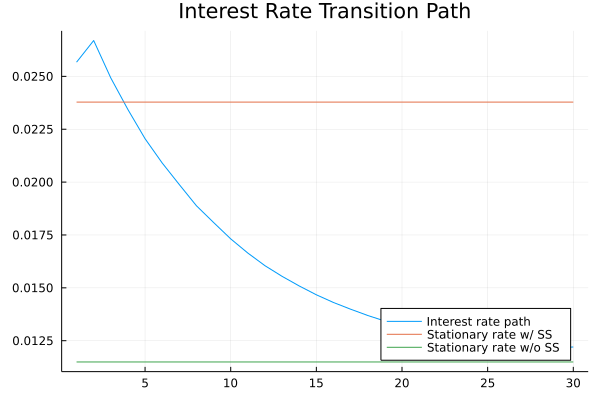 Interest Rate Transition Path
0.0250
0.0225
0.0200
0.0175
0.0150
0.0125
Interest rate path
Stationary rate w/ SS
Stationary rate w/o SS
5 10 15 20 25 30